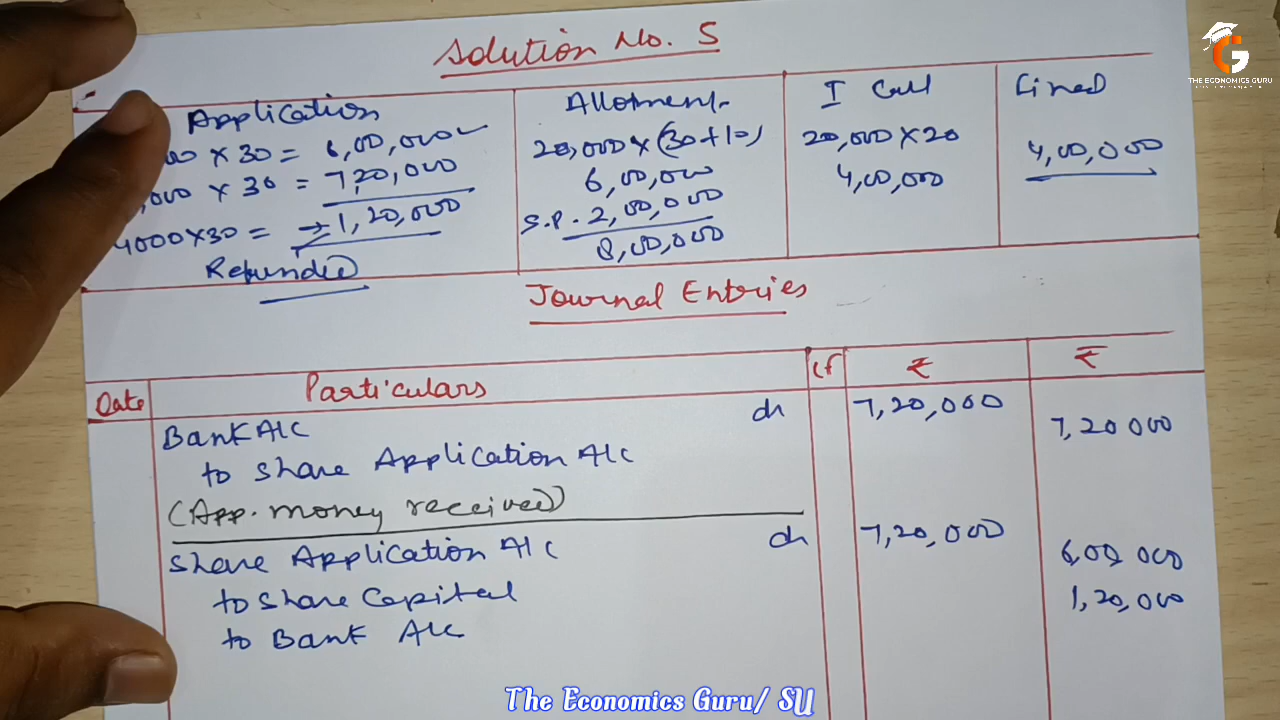 Solution No. 5
THE ECONOMICS GURU
Application
00 × 30 = 6,00,000
,000 × 30 = 7,20,000
4000×30 = → 1,20,000
Refunded
Allotment
20,000 × (30+10)
6,00,000
S.P. 2,00,000
8,00,000
I Call
20,000 × 20
4,00,000
4,00,000
Journal Entries
Date Particulars LF ₹ ₹
Bank A/c dr 7,20,000
to Share Application A/c 7,20 000
(App. money received)
Share Application A/c dr 7,20,000
to Share Capital 6,00,000
to Bank A/c 1,20,000
The Economics Guru/ SU